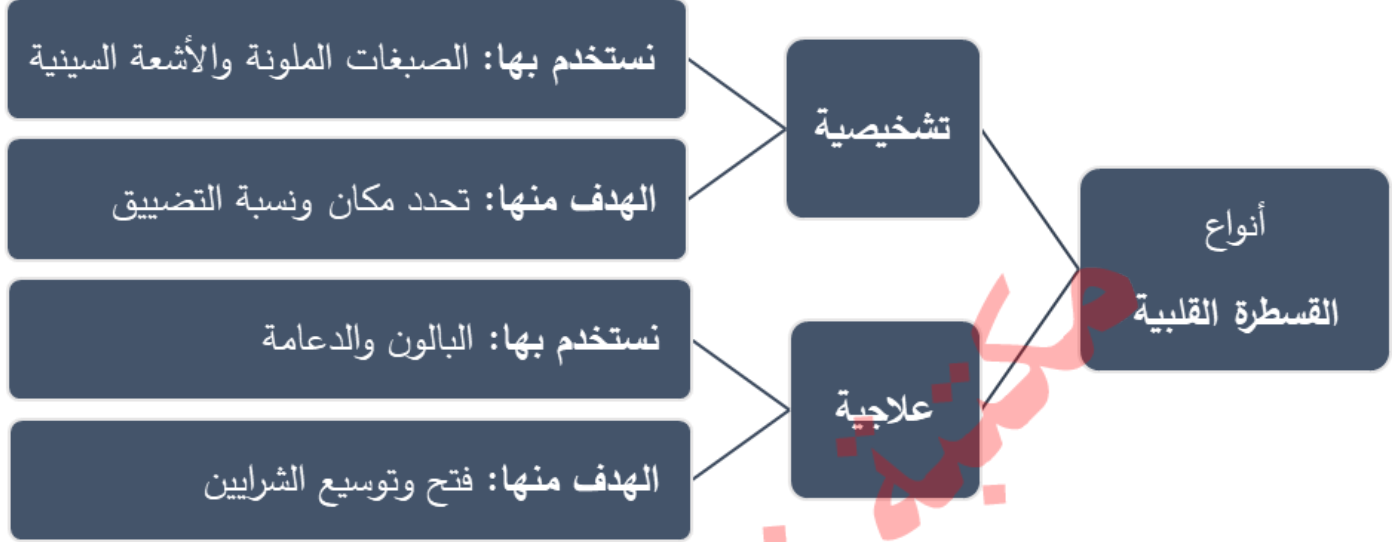 أنواع
القسطرة القلبية
تشخيصية
نستخدم بها: الصبغات الملونة والأشعة السينية
الهدف منها: تحدد مكان ونسبة التضييق
علاجية
نستخدم بها: البالون والدعامة
الهدف منها: فتح وتوسيع الشرايين
مكتبة